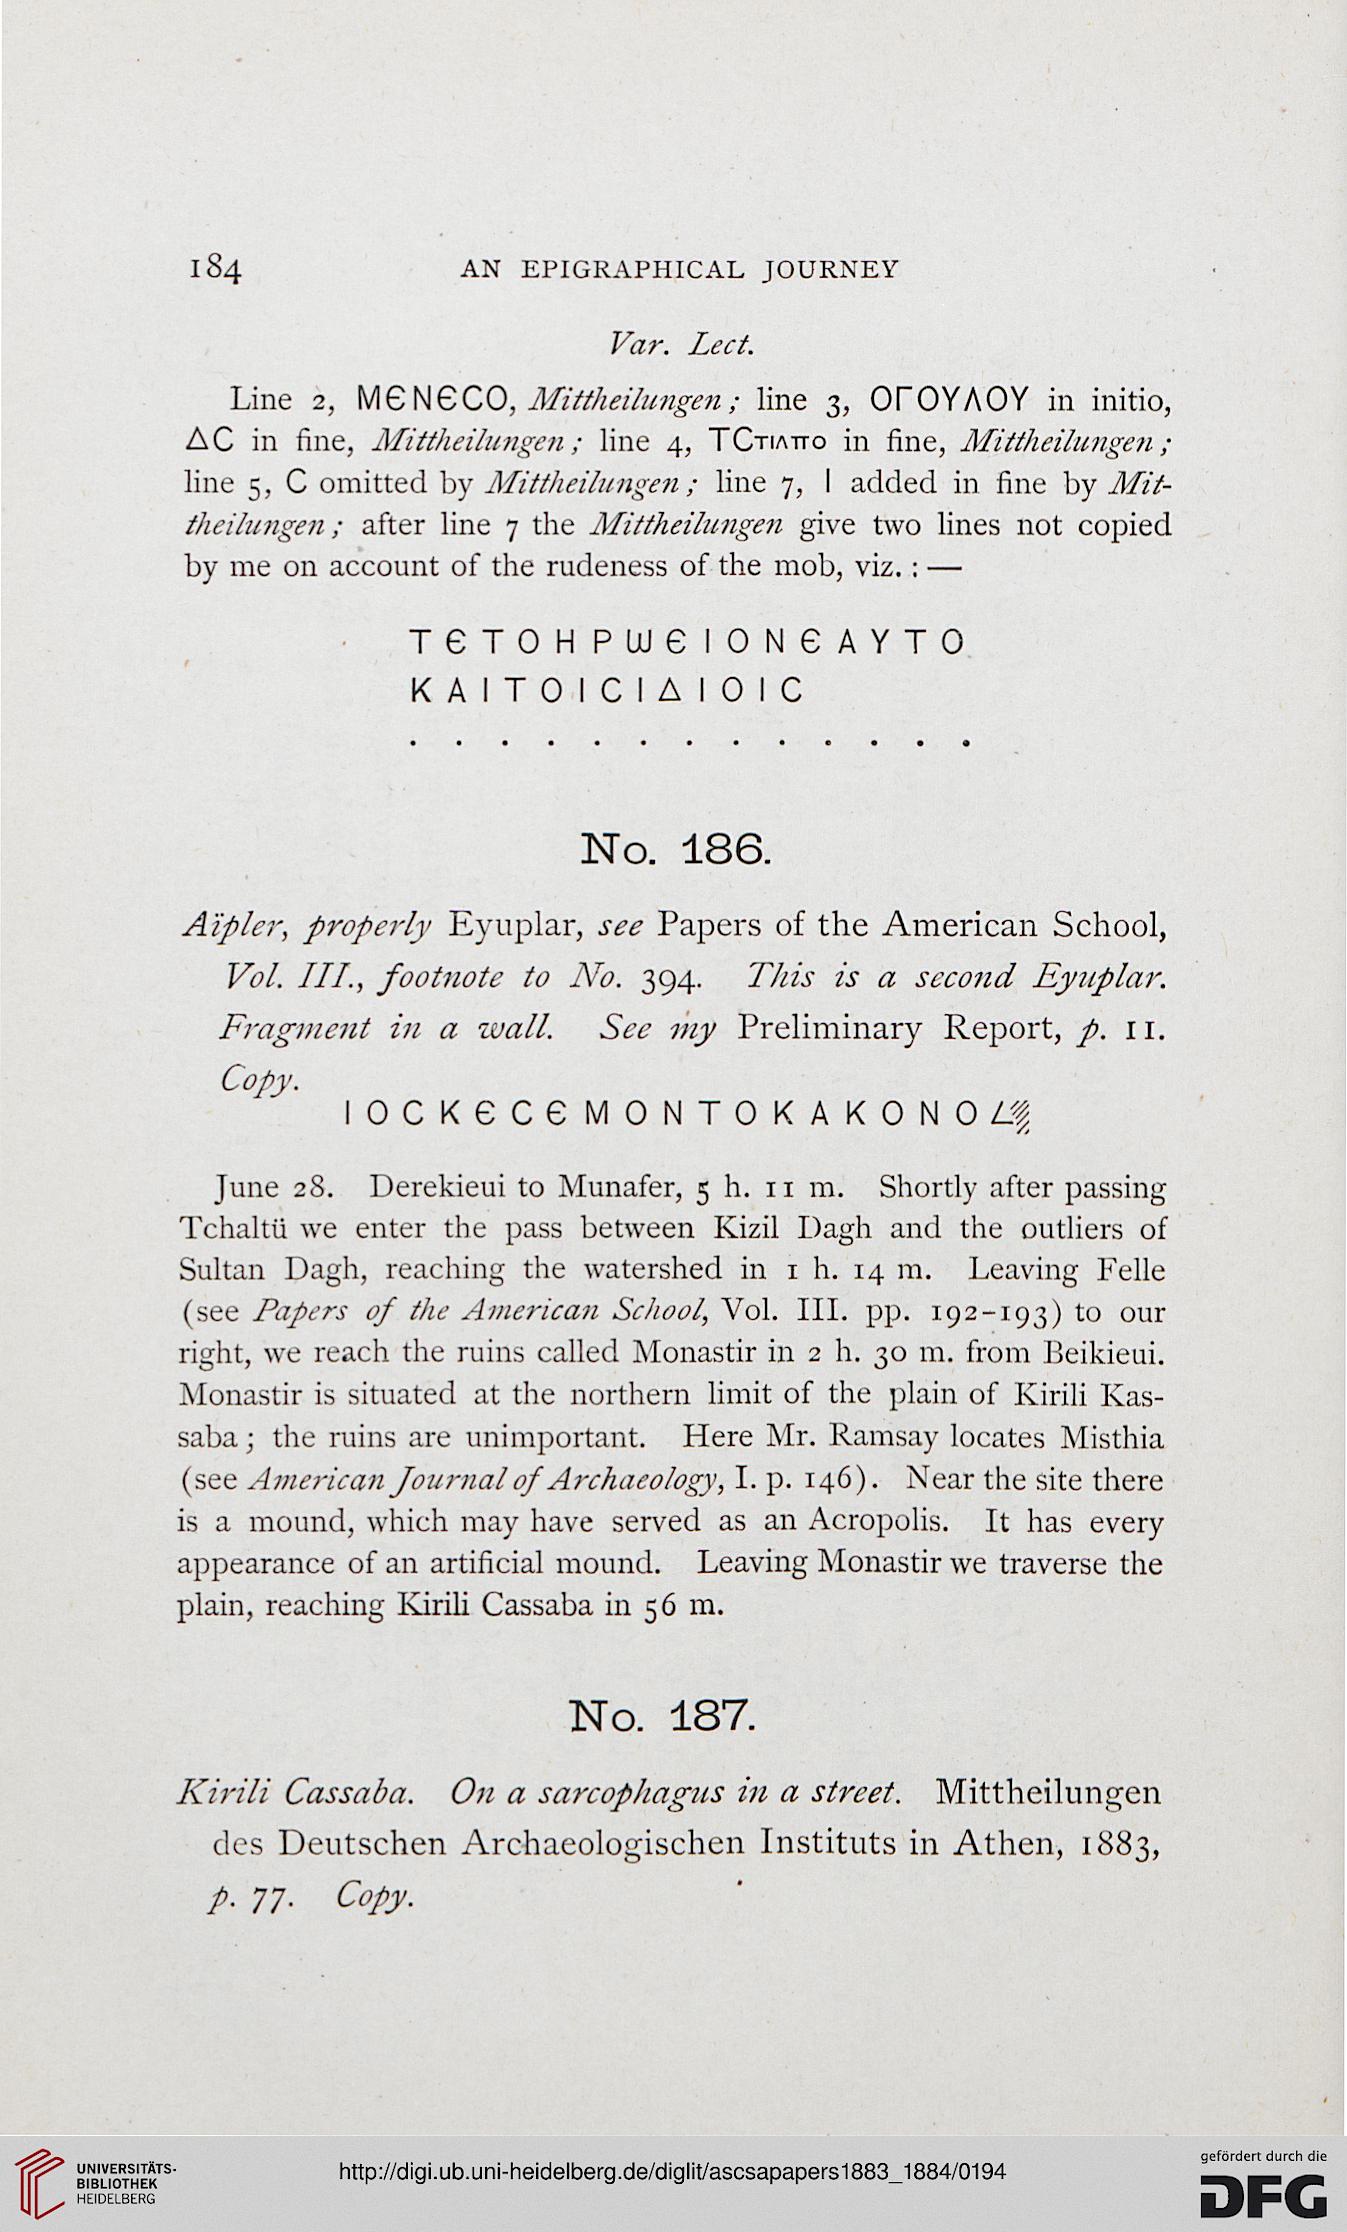 184 AN EPIGRAPHICAL JOURNEY
Var. Lect.
Line 2, ΜЄΝЄCΟ, Mittheilungen; line 3, ΟΓΟΥΛΟΥ in initio,
ΔC in fine, Mittheilungen; line 4, ΤCΤΙΛΠΟ in fine, Mittheilungen;
line 5, C omitted by Mittheilungen; line 7, Ι added in fine by Mit-
theilungen; after line 7 the Mittheilungen give two lines not copied
by me on account of the rudeness of the mob, viz.: —
ΤЄΤΟΗΡѠЄΙΟΝЄΑΥΤΟ
ΚΑΙΤΟΙCΙΔΙΟΙC
. . . . . . . . . . . . .
No. 186.
Aïpler, properly Eyuplar, see Papers of the American School,
Vol. III., footnote to No. 394. This is a second Eyuplar.
Fragment in a wall. See my Preliminary Report, p. 11.
Copy.
ΙΟCΚЄCЄΜΟΝΤΟΚΑΚΟΝΟ
June 28. Derekieui to Munafer, 5 h. 11 m. Shortly after passing
Tchaltü we enter the pass between Kizil Dagh and the outliers of
Sultan Dagh, reaching the watershed in 1 h. 14 m. Leaving Felle
(see Papers of the American School, Vol. III. pp. 192-193) to our
right, we reach the ruins called Monastir in 2 h. 30 m. from Beikieui.
Monastir is situated at the northern limit of the plain of Kirili Kas-
saba; the ruins are unimportant. Here Mr. Ramsay locates Misthia
(see American Journal of Archaeology, I. p. 146). Near the site there
is a mound, which may have served as an Acropolis. It has every
appearance of an artificial mound. Leaving Monastir we traverse the
plain, reaching Kirili Cassaba in 56 m.
No. 187.
Kirili Cassaba. On a sarcophagus in a street. Mittheilungen
des Deutschen Archaeologischen Instituts in Athen, 1883,
p. 77. Copy.
UNIVERSITÄTS-
BIBLIOTHEK
HEIDELBERG
http://digi.ub.uni-heidelberg.de/diglit/ascsapapers1883_1884/0194
gefördert durch die
DFG